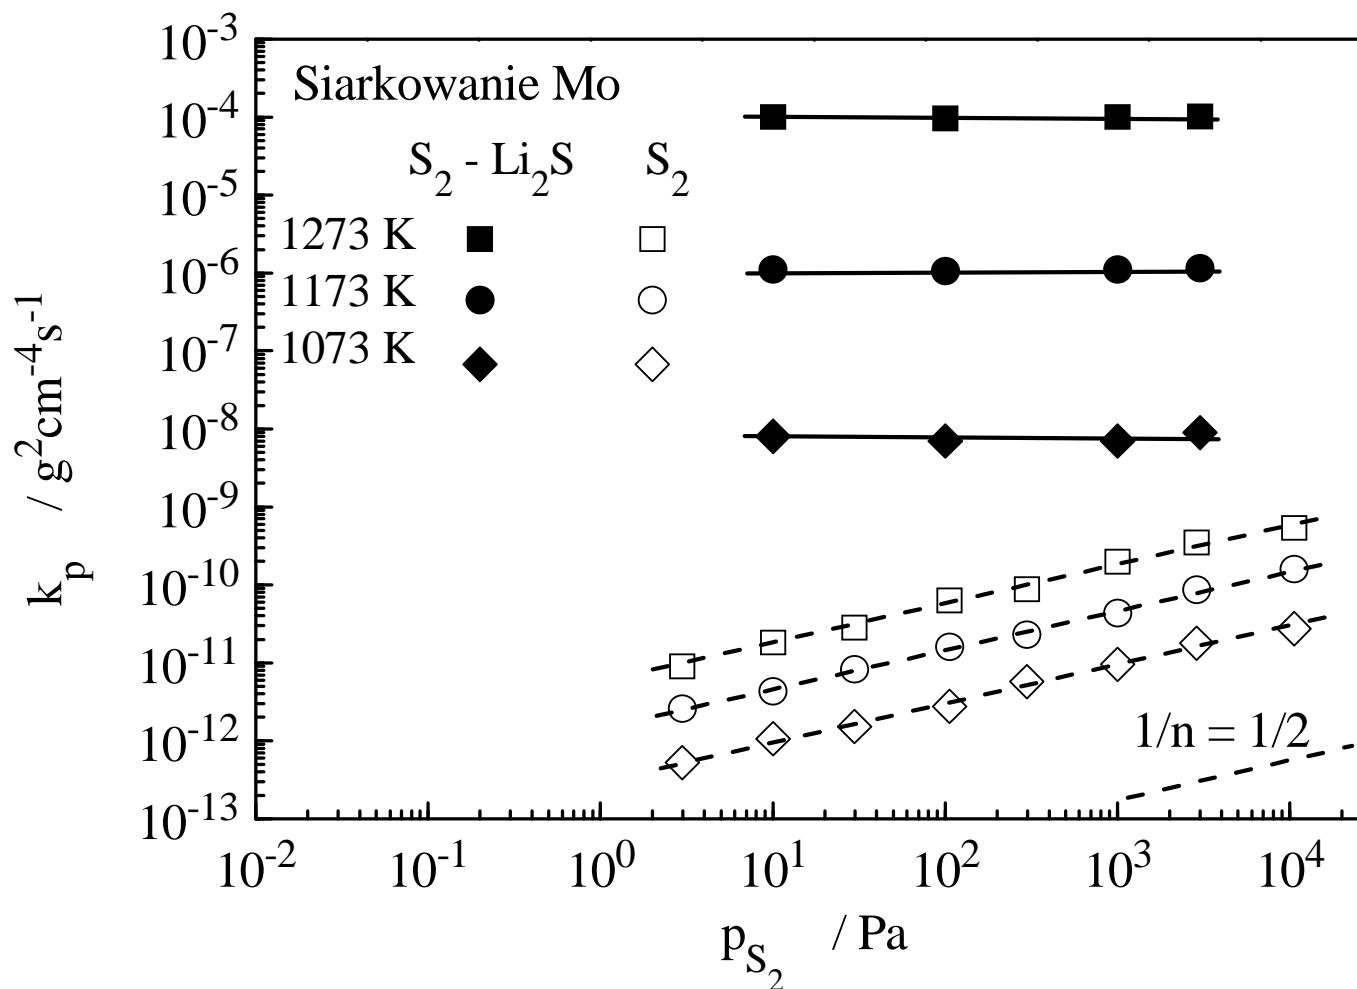 10⁻³
Siarkowanie Mo
10⁻⁴
S₂ - Li₂S S₂
10⁻⁵
1273 K
10⁻⁶
1173 K
10⁻⁷
1073 K
10⁻⁸
10⁻⁹
10⁻¹⁰
10⁻¹¹
10⁻¹²
1/n = 1/2
10⁻¹³
kₚ / g²cm⁻⁴s⁻¹
10⁻² 10⁻¹ 10⁰ 10¹ 10² 10³ 10⁴
p_S₂ / Pa